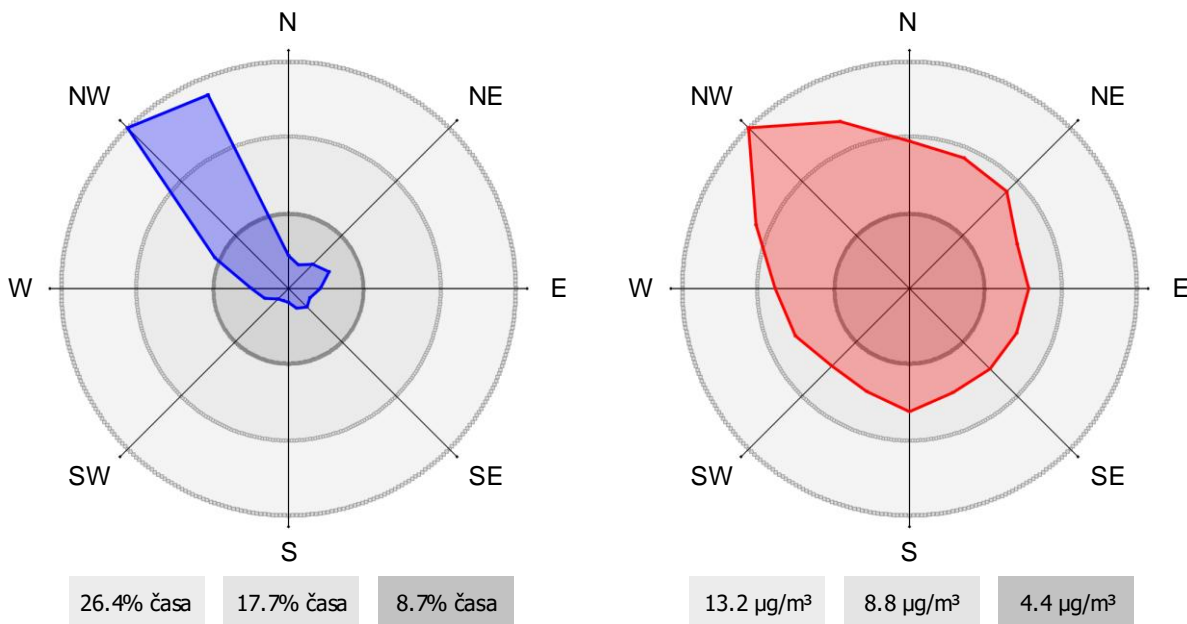 N
NW
NE
W
E
SW
SE
S
26.4% časa
17.7% časa
8.7% časa
N
NW
NE
W
E
SW
SE
S
13.2 µg/m³
8.8 µg/m³
4.4 µg/m³